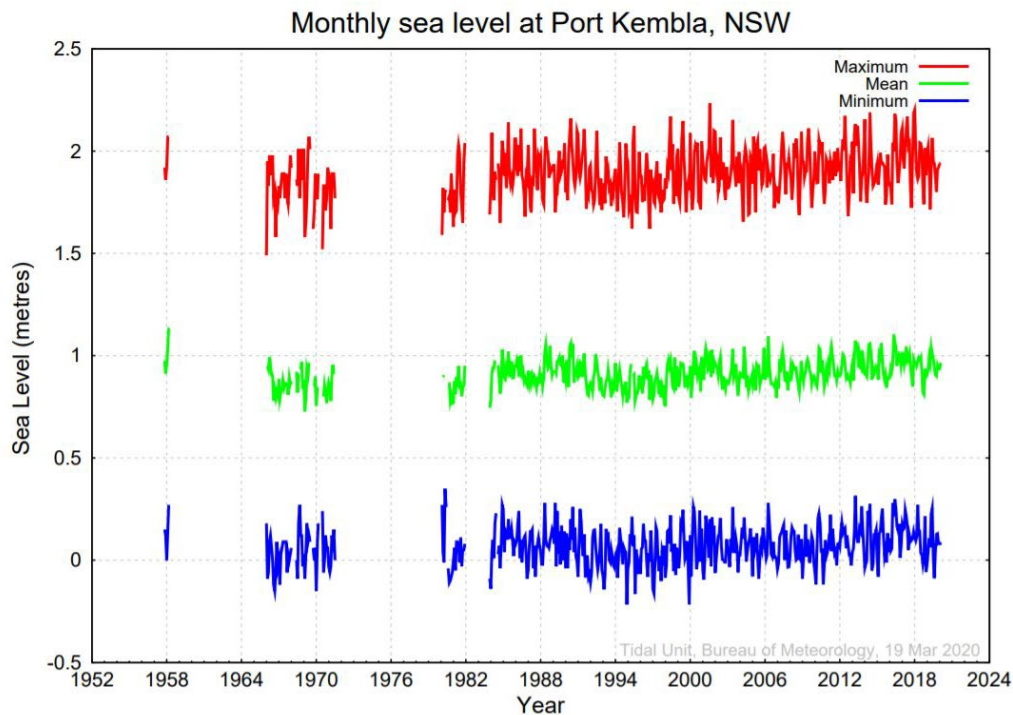 Monthly sea level at Port Kembla, NSW
2.5
Maximum
Mean
Minimum
2
1.5
1
0.5
0
-0.5
Sea Level (metres)
Tidal Unit, Bureau of Meteorology, 19 Mar 2020
1952 1958 1964 1970 1976 1982 1988 1994 2000 2006 2012 2018 2024
Year